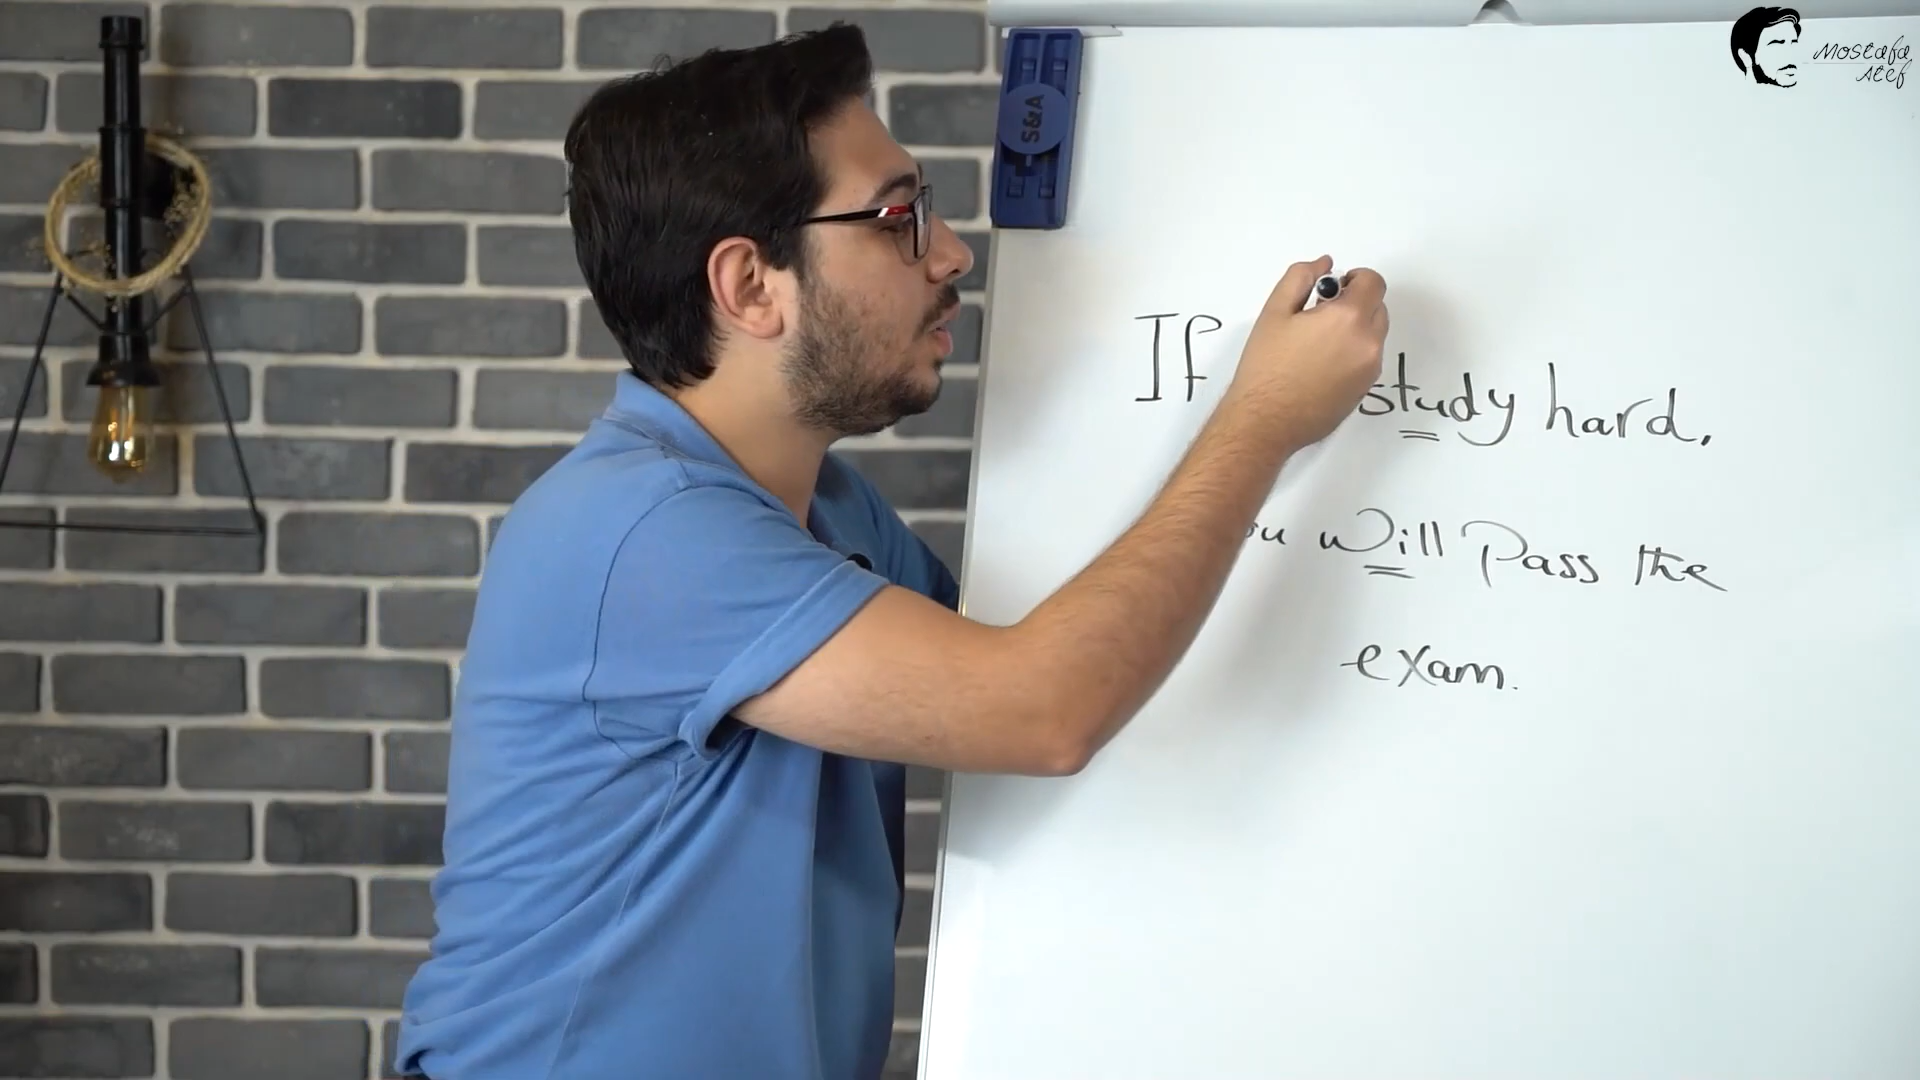 Mostafa
Atef
S&A
If study hard,
will Pass the
exam.